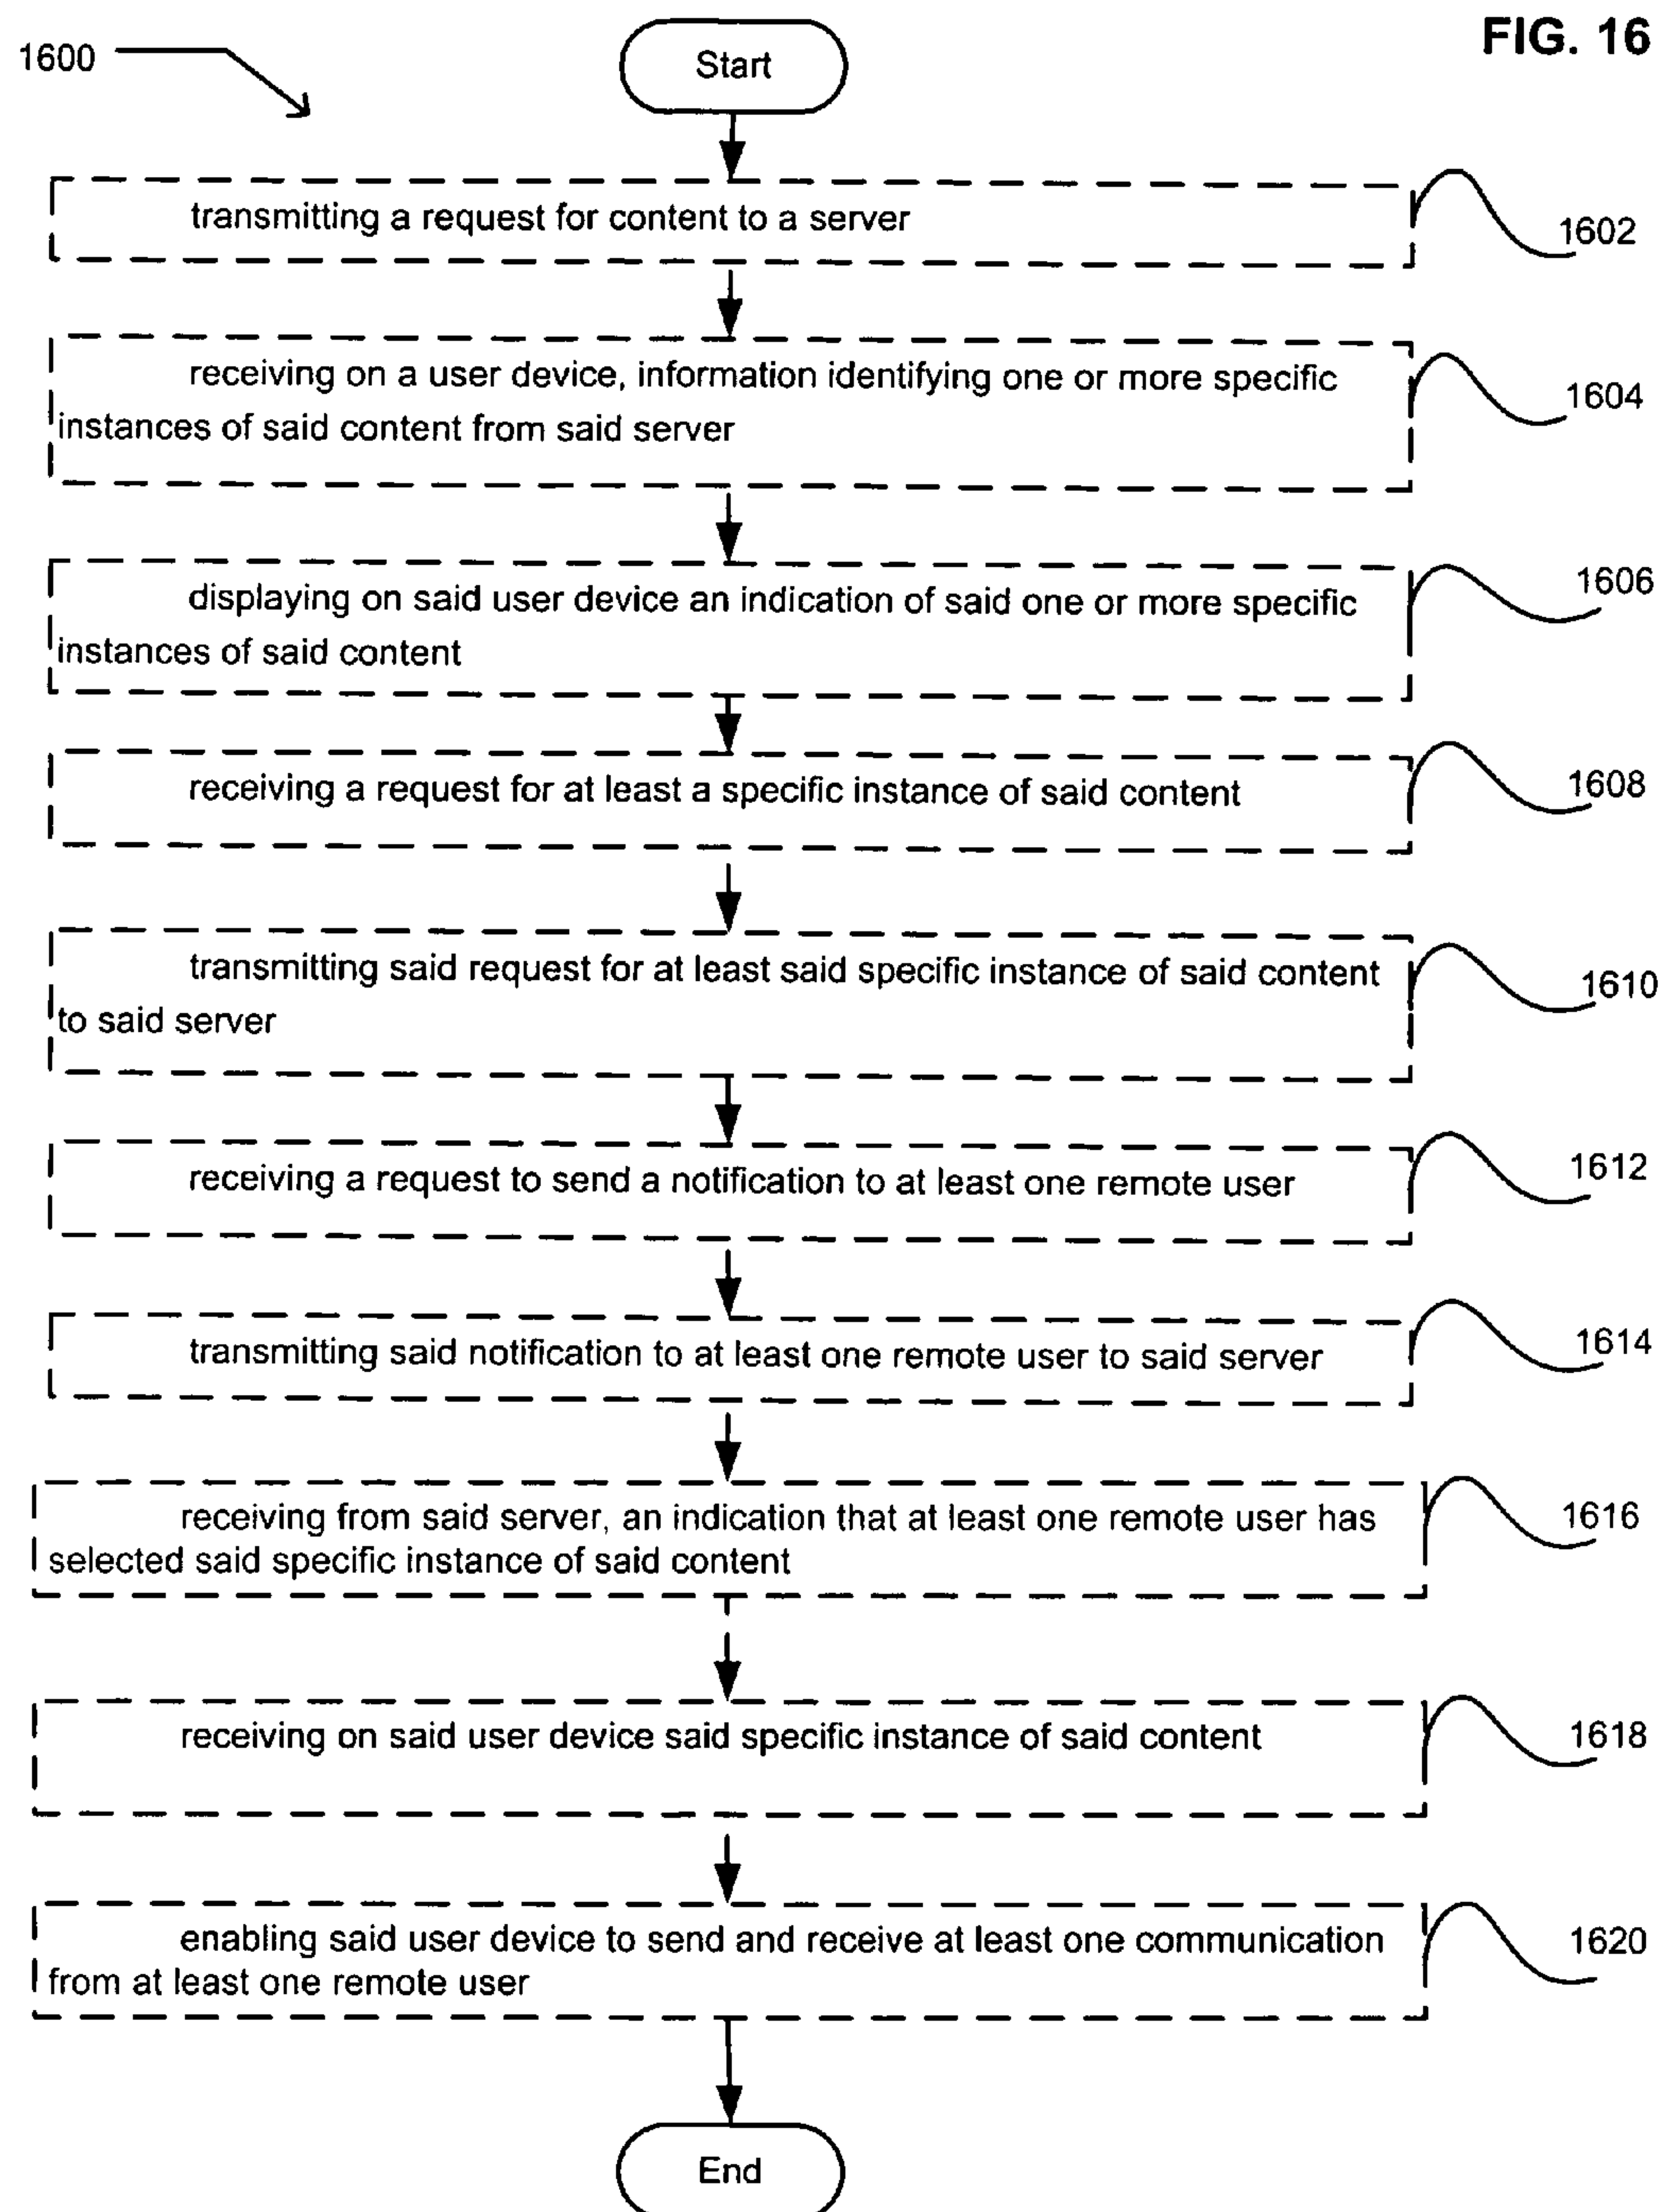 FIG. 16
1600
Start
transmitting a request for content to a server
1602
receiving on a user device, information identifying one or more specific
instances of said content from said server
1604
displaying on said user device an indication of said one or more specific
instances of said content
1606
receiving a request for at least a specific instance of said content
1608
transmitting said request for at least said specific instance of said content
to said server
1610
receiving a request to send a notification to at least one remote user
1612
transmitting said notification to at least one remote user to said server
1614
receiving from said server, an indication that at least one remote user has
selected said specific instance of said content
1616
receiving on said user device said specific instance of said content
1618
enabling said user device to send and receive at least one communication
from at least one remote user
1620
End